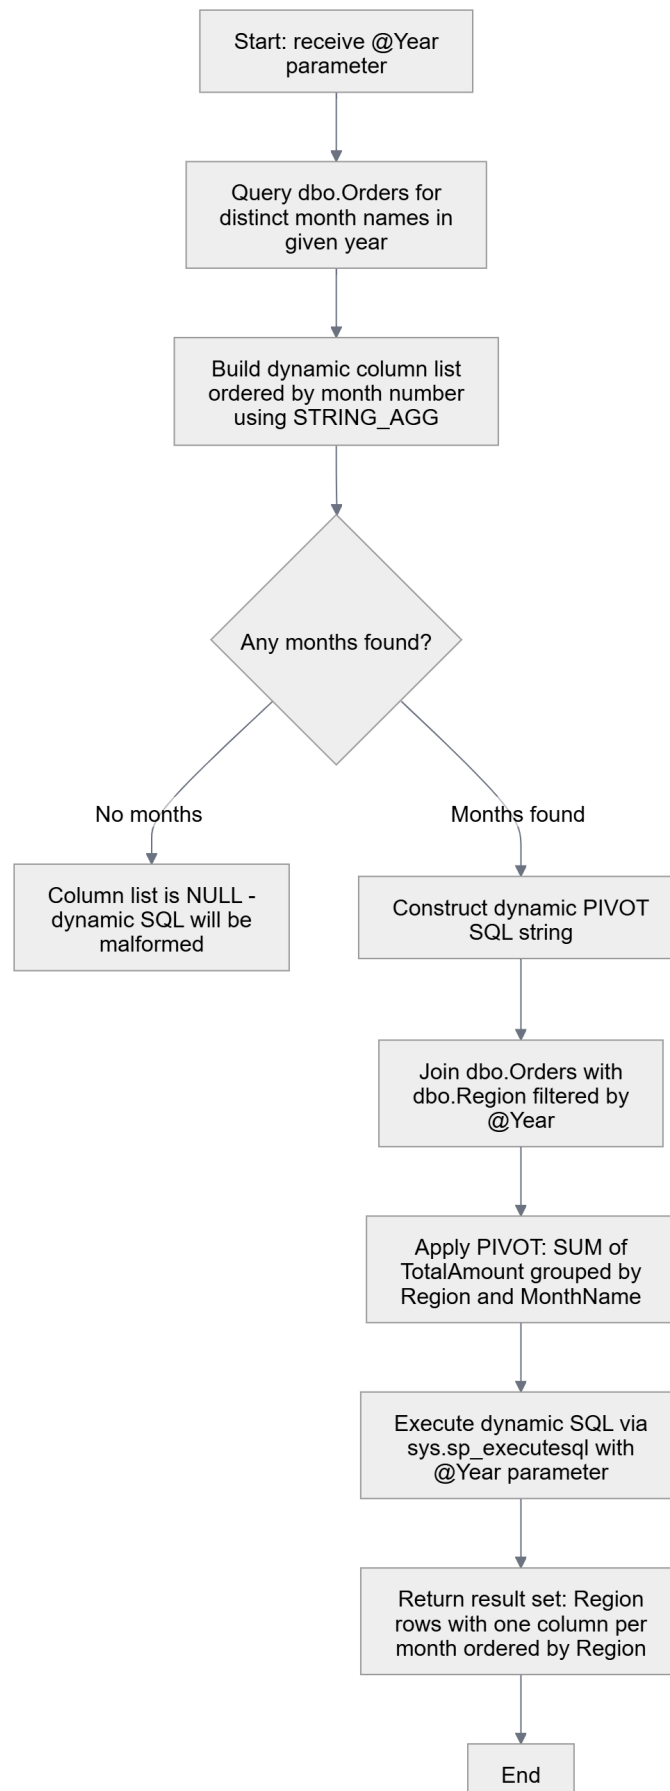 Start: receive @Year
parameter
Query dbo.Orders for
distinct month names in
given year
Build dynamic column list
ordered by month number
using STRING_AGG
Any months found?
No months
Months found
Column list is NULL -
dynamic SQL will be
malformed
Construct dynamic PIVOT
SQL string
Join dbo.Orders with
dbo.Region filtered by
@Year
Apply PIVOT: SUM of
TotalAmount grouped by
Region and MonthName
Execute dynamic SQL via
sys.sp_executesql with
@Year parameter
Return result set: Region
rows with one column per
month ordered by Region
End